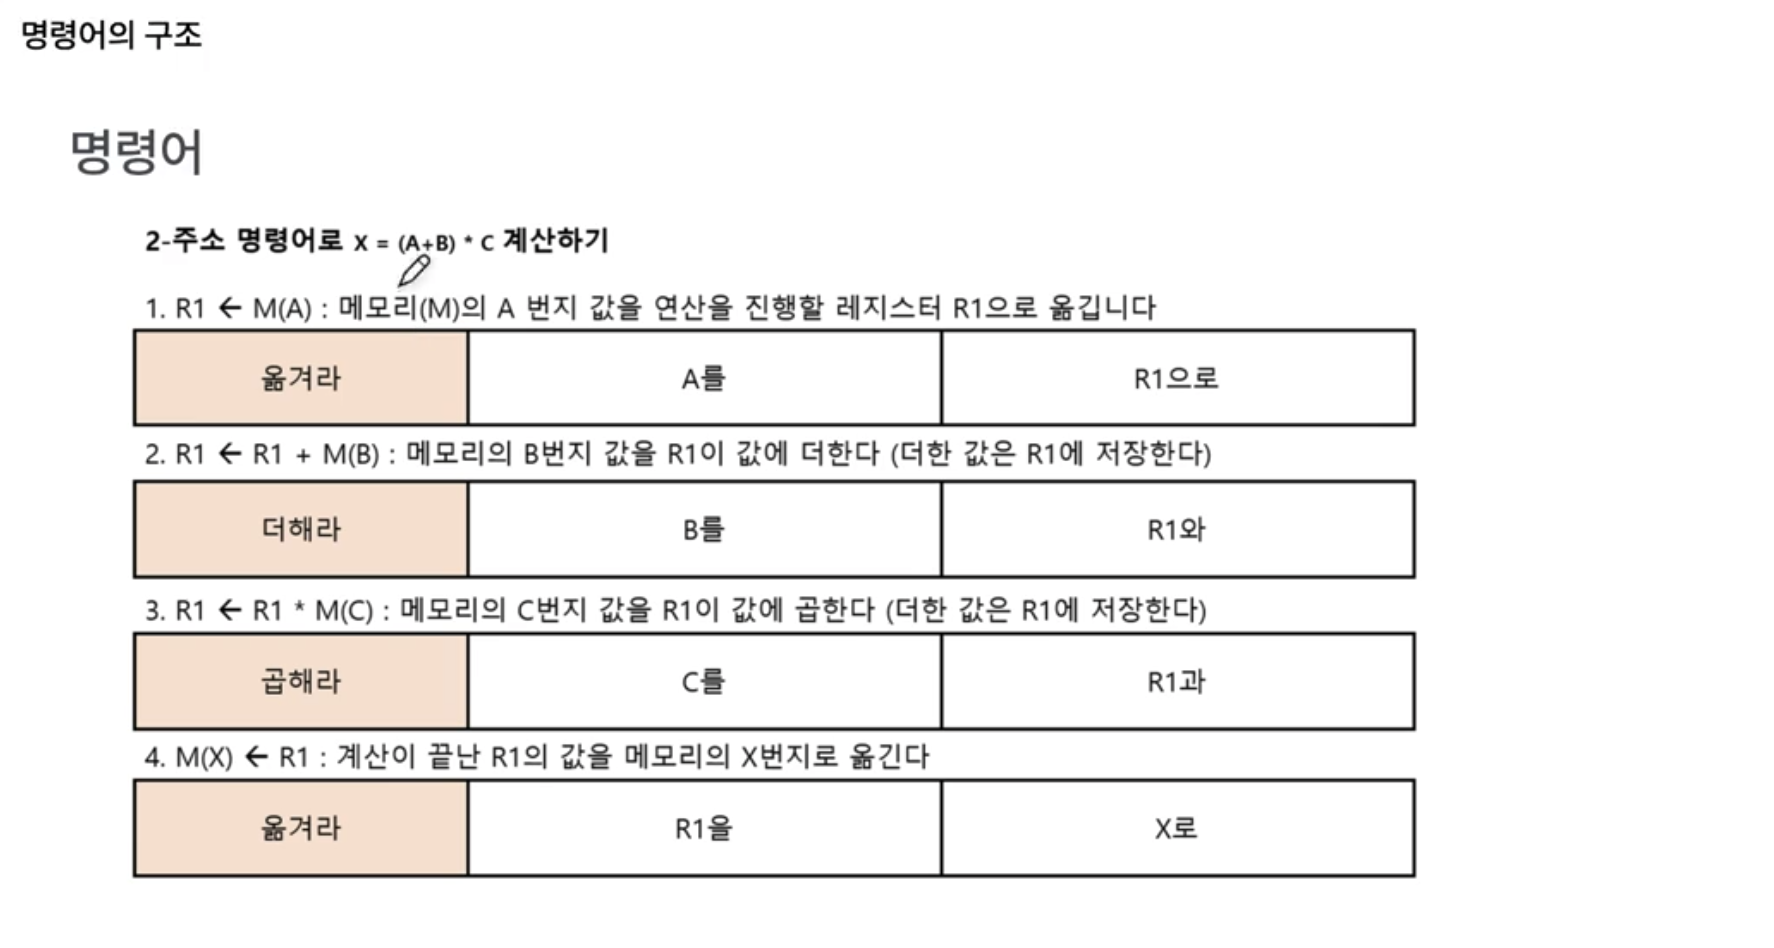 명령어의 구조
명령어
2-주소 명령어로 X = (A+B) * C 계산하기
1. R1 ← M(A) : 메모리(M)의 A 번지 값을 연산을 진행할 레지스터 R1으로 옮깁니다
옮겨라 A를 R1으로
2. R1 ← R1 + M(B) : 메모리의 B번지 값을 R1이 값에 더한다 (더한 값은 R1에 저장한다)
더해라 B를 R1와
3. R1 ← R1 * M(C) : 메모리의 C번지 값을 R1이 값에 곱한다 (더한 값은 R1에 저장한다)
곱해라 C를 R1과
4. M(X) ← R1 : 계산이 끝난 R1의 값을 메모리의 X번지로 옮긴다
옮겨라 R1을 X로